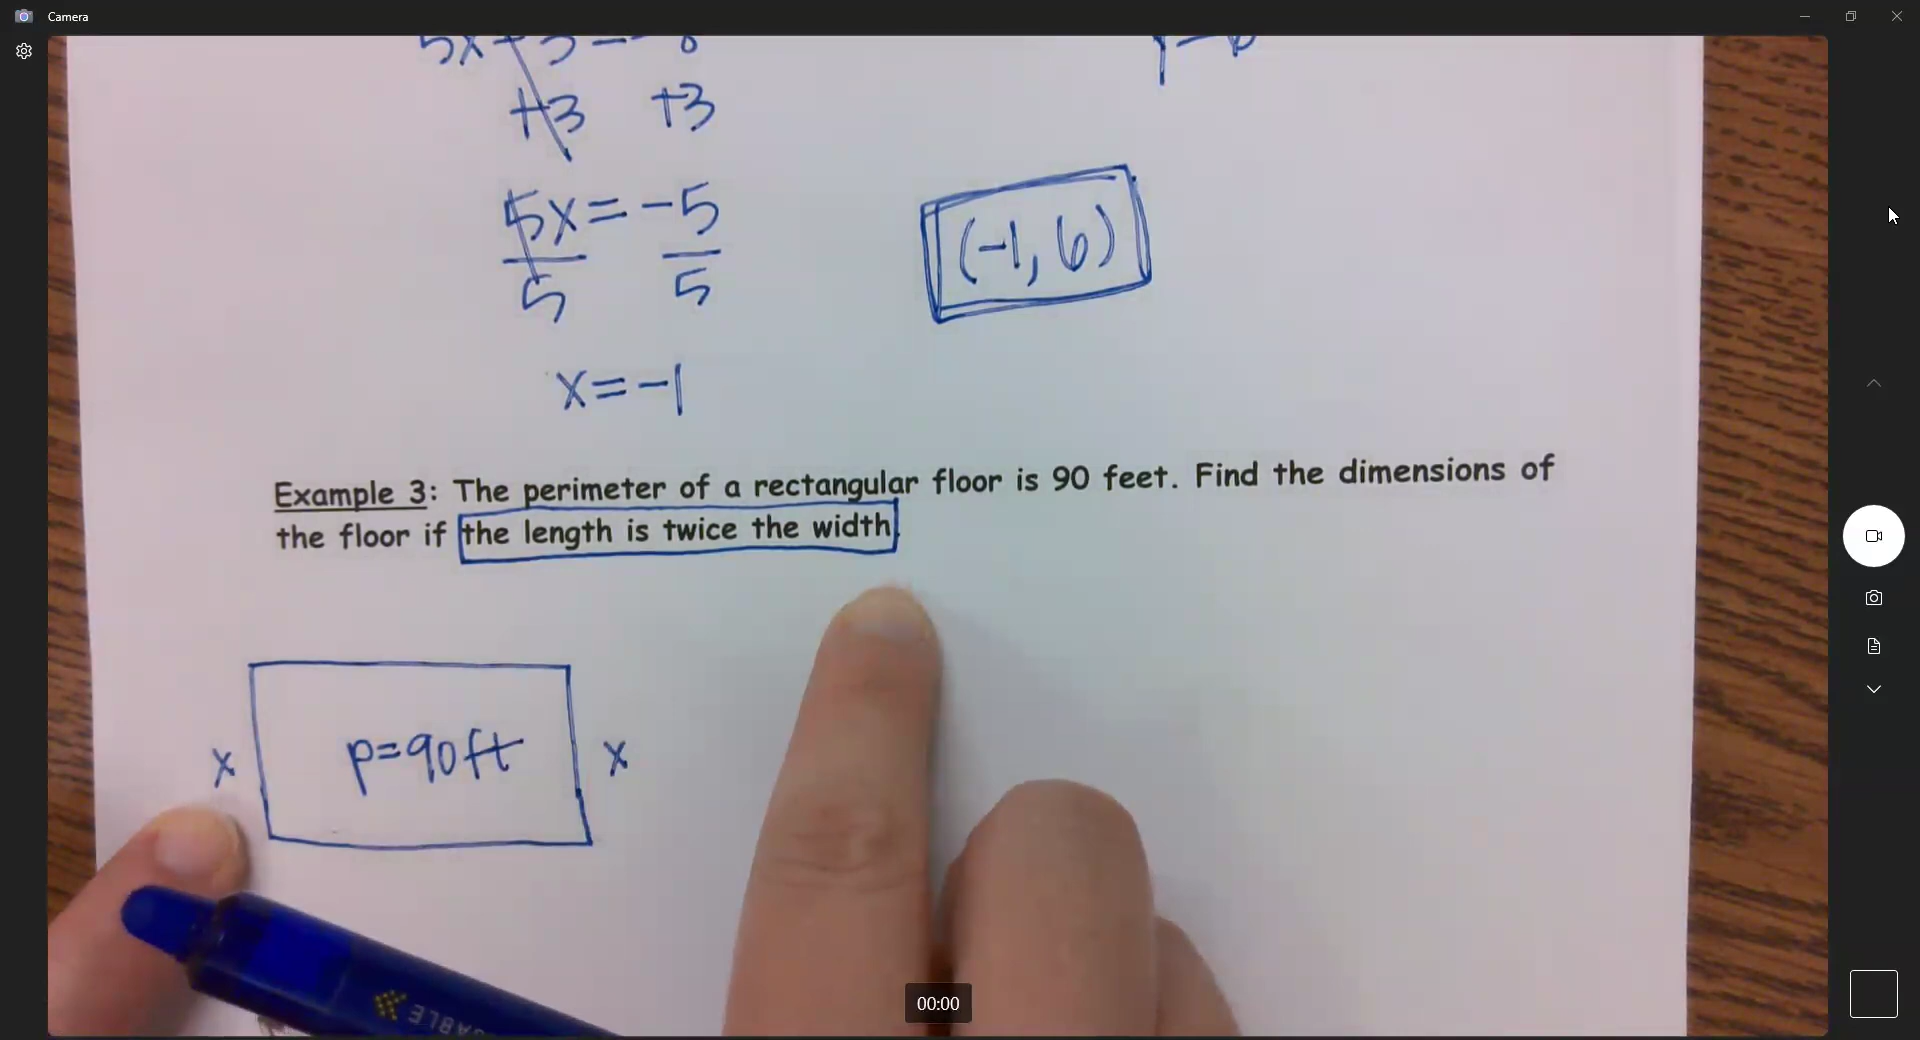 Camera
+3 +3
5x = -5
5 5
(-1, 6)
x = -1
Example 3: The perimeter of a rectangular floor is 90 feet. Find the dimensions of
the floor if the length is twice the width.
x p=90ft x
00:00